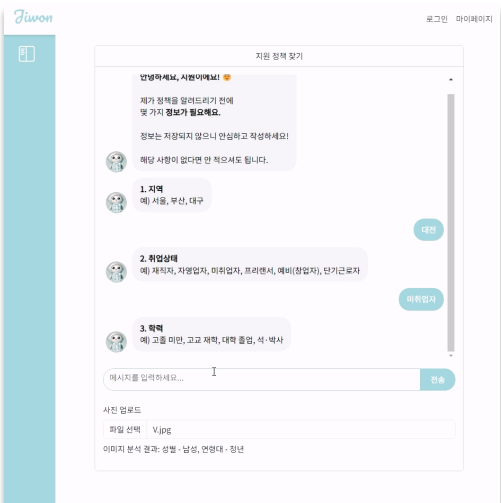 Jiwon
로그인 마이페이지
지원 정책 찾기
안녕하세요, 지원이에요! 😊
제가 정책을 알려드리기 전에
몇 가지 정보가 필요해요.
정보는 저장되지 않으니 안심하고 작성하세요!
해당 사항이 없다면 안 적으셔도 됩니다.
1. 지역
예) 서울, 부산, 대구
대전
2. 취업상태
예) 재직자, 자영업자, 미취업자, 프리랜서, 예비(창업자), 단기근로자
미취업자
3. 학력
예) 고졸 미만, 고교 재학, 대학 졸업, 석·박사
메시지를 입력하세요...
전송
사진 업로드
파일 선택 V.jpg
이미지 분석 결과: 성별 - 남성, 연령대 - 청년